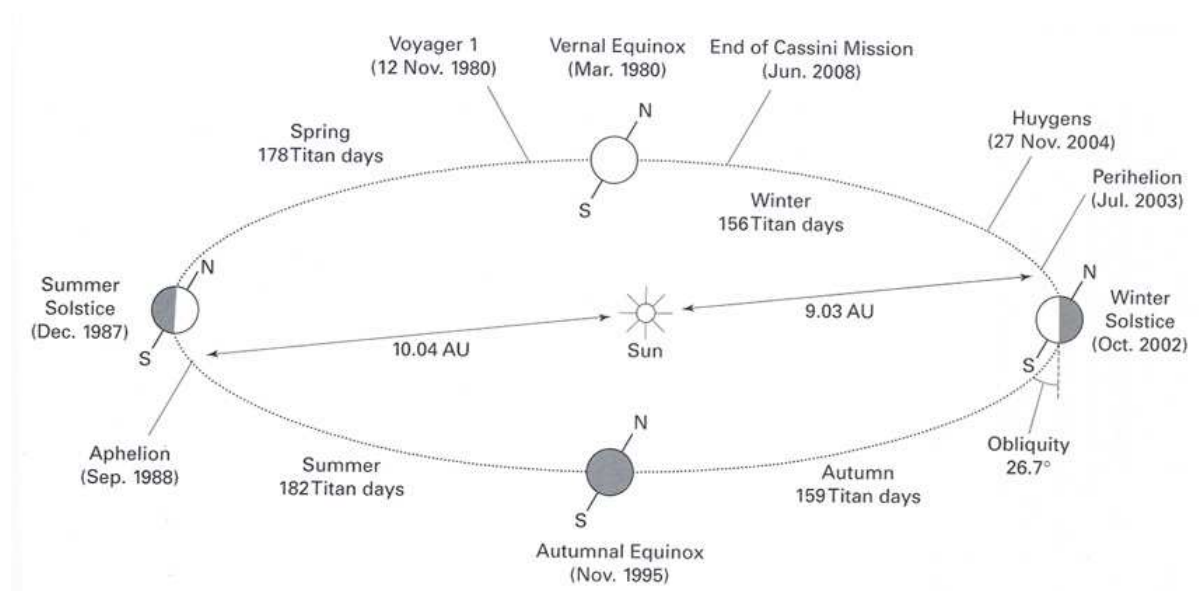 Voyager 1
(12 Nov. 1980)
Vernal Equinox
(Mar. 1980)
End of Cassini Mission
(Jun. 2008)
N
Huygens
(27 Nov. 2004)
Spring
178 Titan days
Perihelion
(Jul. 2003)
Winter
156 Titan days
S
N
N
Summer
Solstice
(Dec. 1987)
Winter
Solstice
(Oct. 2002)
9.03 AU
10.04 AU
Sun
S
S
N
Aphelion
(Sep. 1988)
Obliquity
26.7°
Summer
182 Titan days
Autumn
159 Titan days
S
Autumnal Equinox
(Nov. 1995)